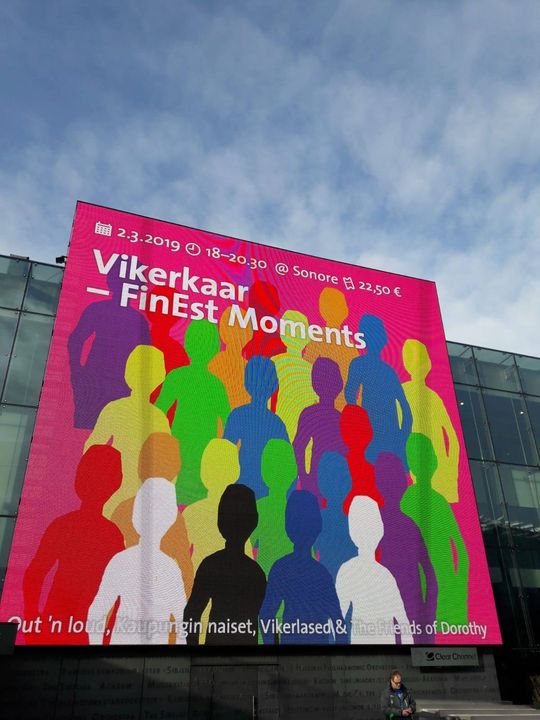 2.3.2019 18–20.30 @ Sonore 22,50 €
Vikerkaar
– FinEst Moments
Out 'n loud, Kaupungin naiset, Vikerlased & The Friends of Dorothy
Clear Channel